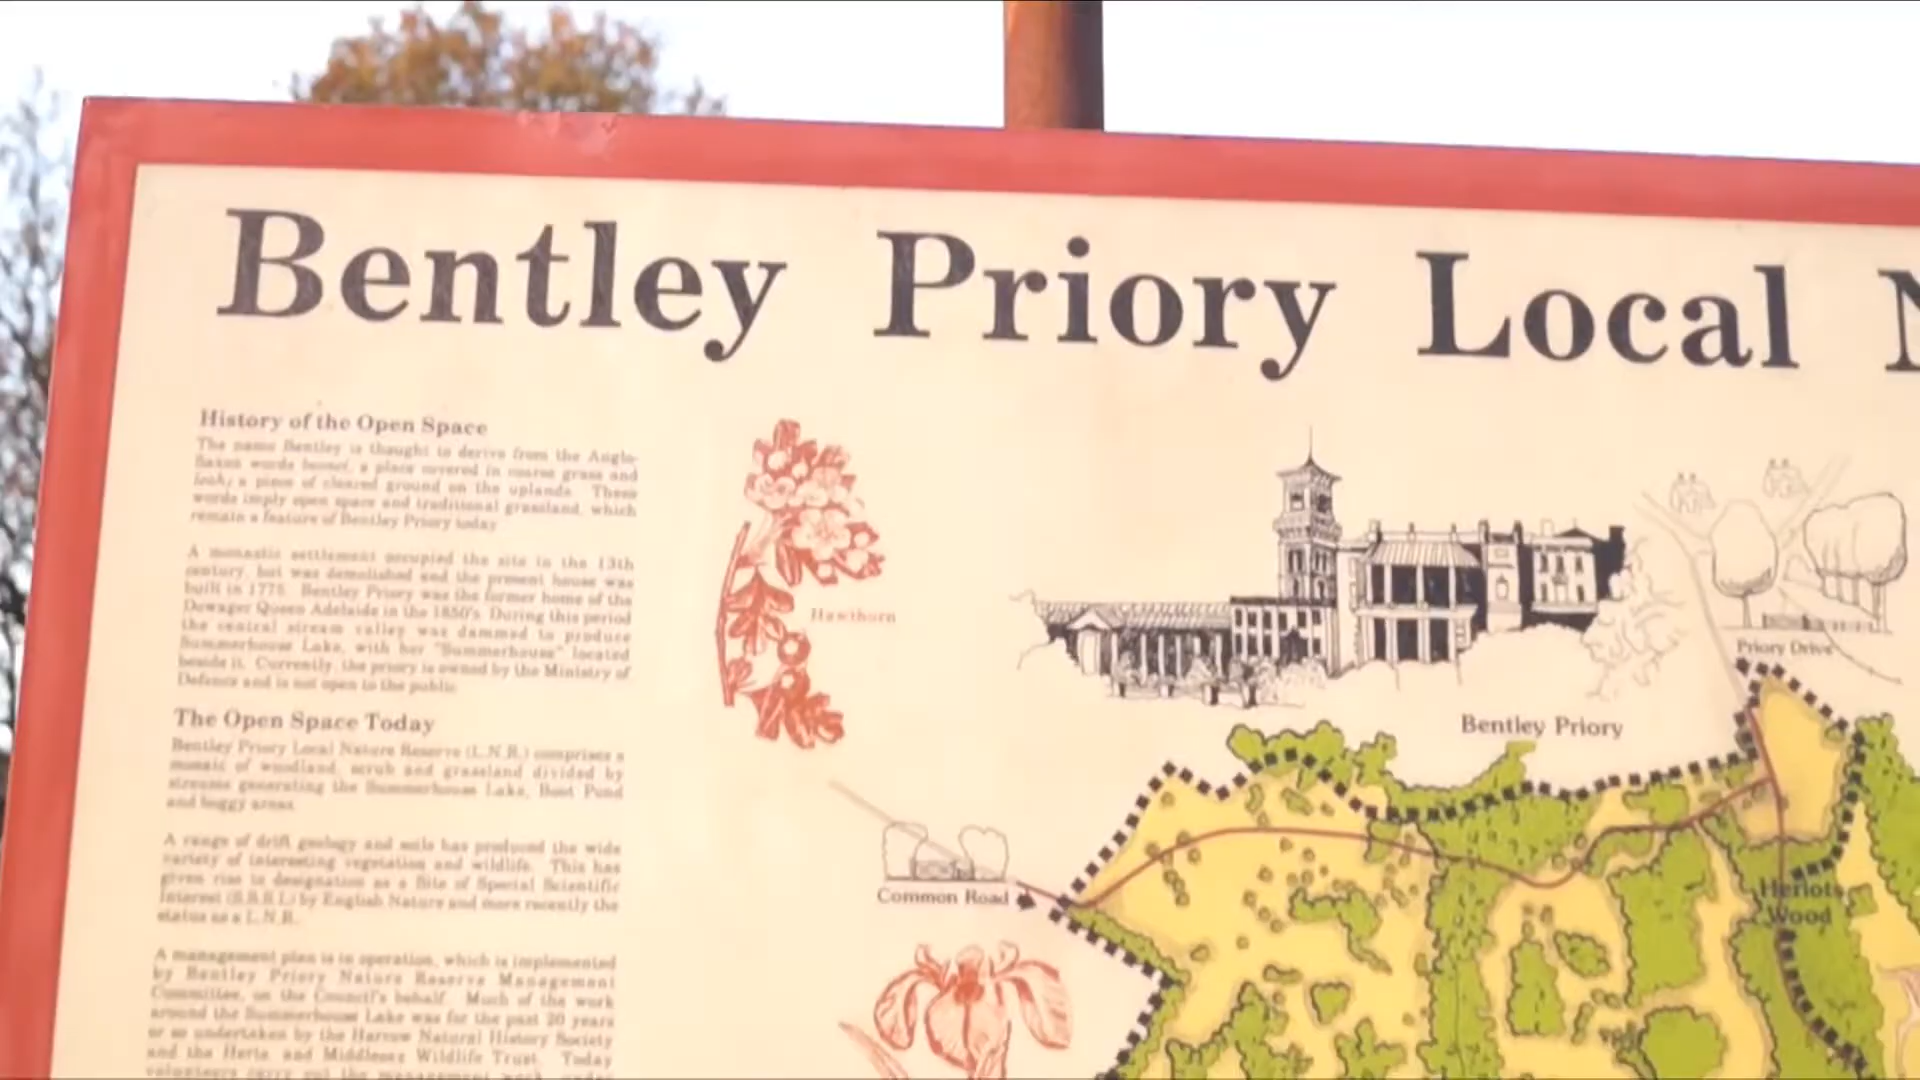 Bentley Priory Local N
History of the Open Space
The name Bentley is thought to derive from the Anglo-
Saxon words beonet, a place covered in coarse grass and
leah, a piece of cleared ground on the uplands. These
words imply open space and traditional grassland, which
remain a feature of Bentley Priory today.
A monastic settlement occupied the site in the 13th
century, but was demolished and the present house was
built in 1775. Bentley Priory was the former home of the
Dowager Queen Adelaide in the 1850's. During this period
the central stream valley was dammed to produce
Summerhouse Lake, with her "Summerhouse" located
beside it. Currently, the priory is owned by the Ministry of
Defence and is not open to the public.
The Open Space Today
Bentley Priory Local Nature Reserve (L.N.R.) comprises a
mosaic of woodland, scrub and grassland divided by
streams generating the Summerhouse Lake, Boot Pond
and boggy areas.
A range of drift geology and soils has produced the wide
variety of interesting vegetation and wildlife. This has
given rise to designation as a Site of Special Scientific
Interest (S.S.S.I.) by English Nature and more recently the
status as a L.N.R.
A management plan is in operation, which is implemented
by Bentley Priory Nature Reserve Management
Committee, on the Council's behalf. Much of the work
around the Summerhouse Lake was for the past 20 years
or so undertaken by the Harrow Natural History Society
and the Herts and Middlesex Wildlife Trust. Today
volunteers carry out the management work under
Hawthorn
Bentley Priory
Priory Drive
Common Road
Heriots
Wood